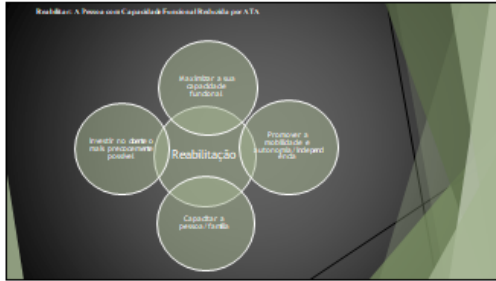 Reabilitar: A Pessoa com Capacidade Funcional Reduzida por ATA
Maximizar a sua
capacidade
funcional
Investir no doente o
mais precocemente
possível
Reabilitação
Promover a
mobilidade e
autonomia/independ
ência
Capacitar a
pessoa/família